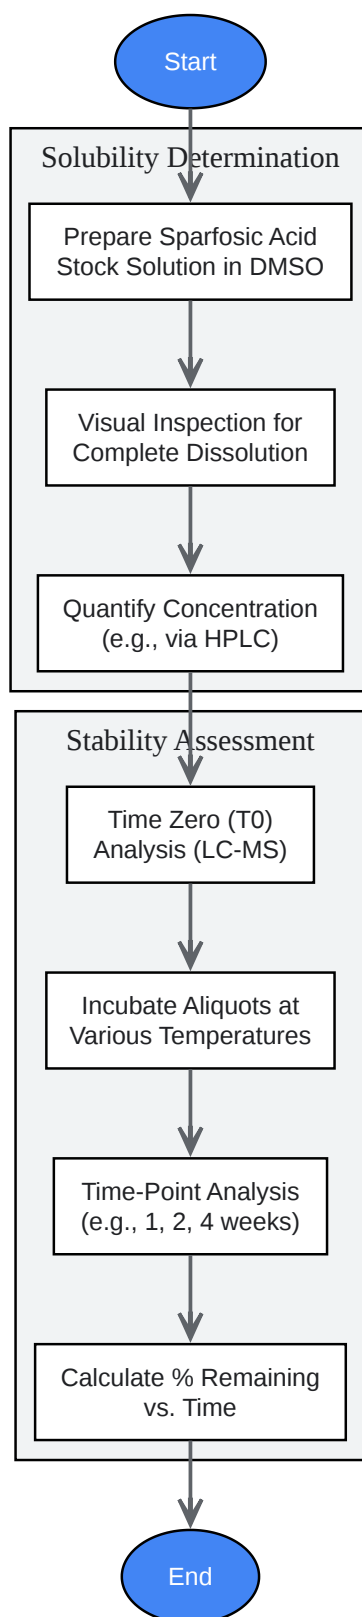 Start
Solubility Determination
Prepare Sparfosic Acid
Stock Solution in DMSO
Visual Inspection for
Complete Dissolution
Quantify Concentration
(e.g., via HPLC)
Stability Assessment
Time Zero (T0)
Analysis (LC-MS)
Incubate Aliquots at
Various Temperatures
Time-Point Analysis
(e.g., 1, 2, 4 weeks)
Calculate % Remaining
vs. Time
End